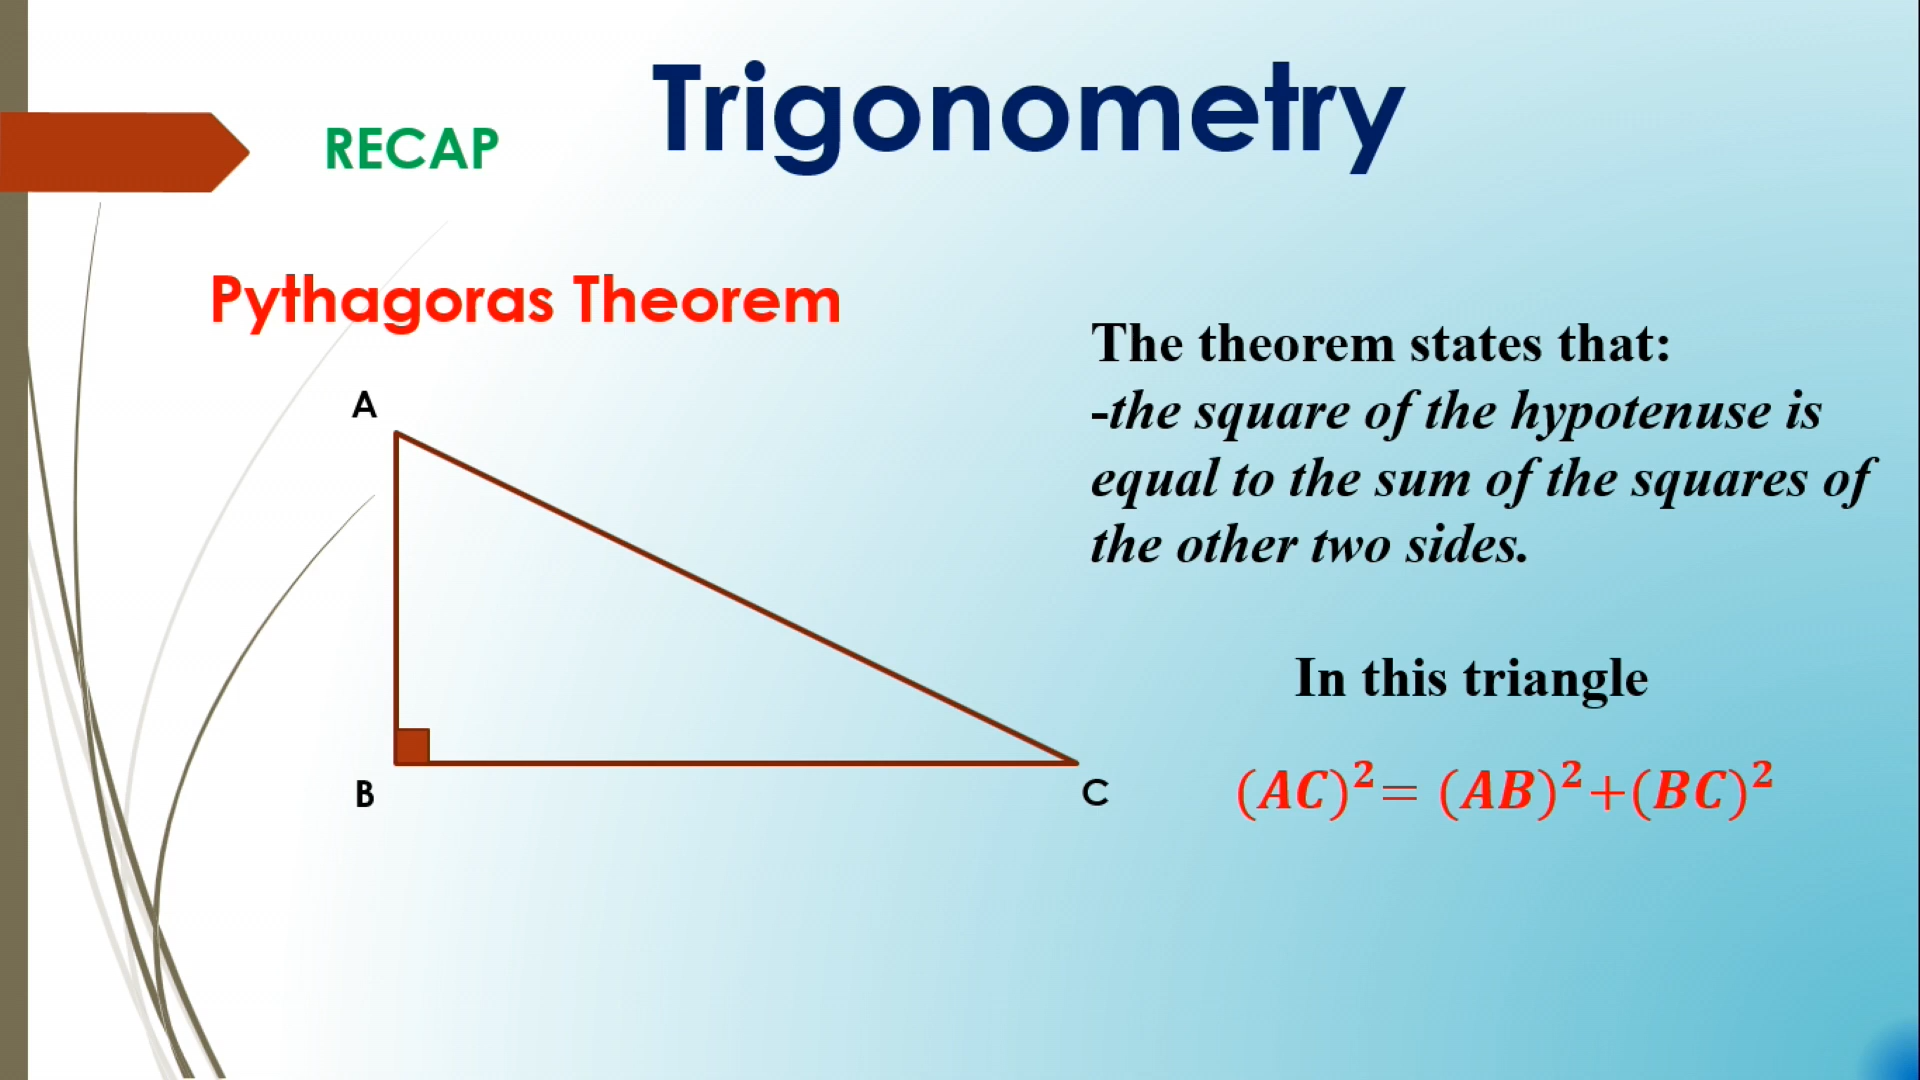 Trigonometry
RECAP
Pythagoras Theorem
The theorem states that:
-the square of the hypotenuse is
equal to the sum of the squares of
the other two sides.
A
B
C
In this triangle
(AC)²= (AB)²+(BC)²